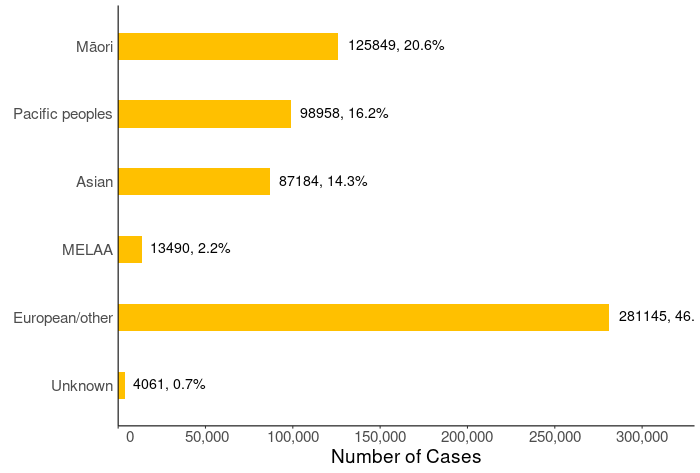 Māori
125849, 20.6%
Pacific peoples
98958, 16.2%
Asian
87184, 14.3%
MELAA
13490, 2.2%
European/other
281145, 46.
Unknown
4061, 0.7%
0 50,000 100,000 150,000 200,000 250,000 300,000
Number of Cases